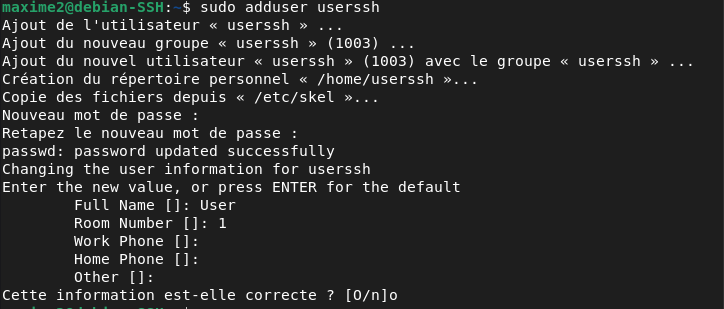 maxime2@debian-SSH:~$ sudo adduser userssh
Ajout de l'utilisateur « userssh » ...
Ajout du nouveau groupe « userssh » (1003) ...
Ajout du nouvel utilisateur « userssh » (1003) avec le groupe « userssh » ...
Création du répertoire personnel « /home/userssh »...
Copie des fichiers depuis « /etc/skel »...
Nouveau mot de passe :
Retapez le nouveau mot de passe :
passwd: password updated successfully
Changing the user information for userssh
Enter the new value, or press ENTER for the default
        Full Name []: User
        Room Number []: 1
        Work Phone []:
        Home Phone []:
        Other []:
Cette information est-elle correcte ? [O/n]o